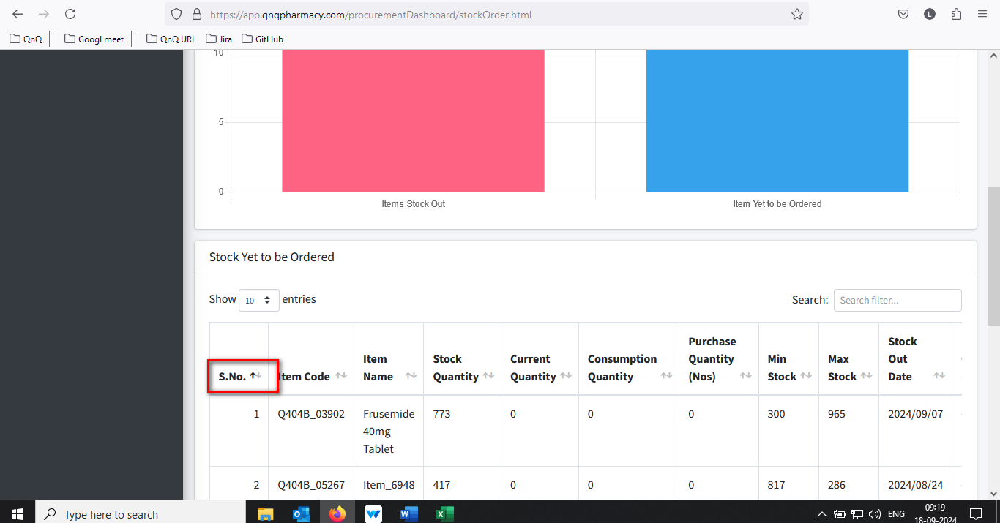 https://app.qnqpharmacy.com/procurementDashboard/stockOrder.html
L
QnQ
Googl meet
QnQ URL
Jira
GitHub
10
5
0
Items Stock Out
Item Yet to be Ordered
Stock Yet to be Ordered
Show 10 entries
Search: Search filter...
S.No.
Item Code
Item Name
Stock Quantity
Current Quantity
Consumption Quantity
Purchase Quantity (Nos)
Min Stock
Max Stock
Stock Out Date
1 Q404B_03902 Frusemide 40mg Tablet 773 0 0 0 300 965 2024/09/07
2 Q404B_05267 Item_6948 417 0 0 0 817 286 2024/08/24
Type here to search
ENG
09:19
18-09-2024